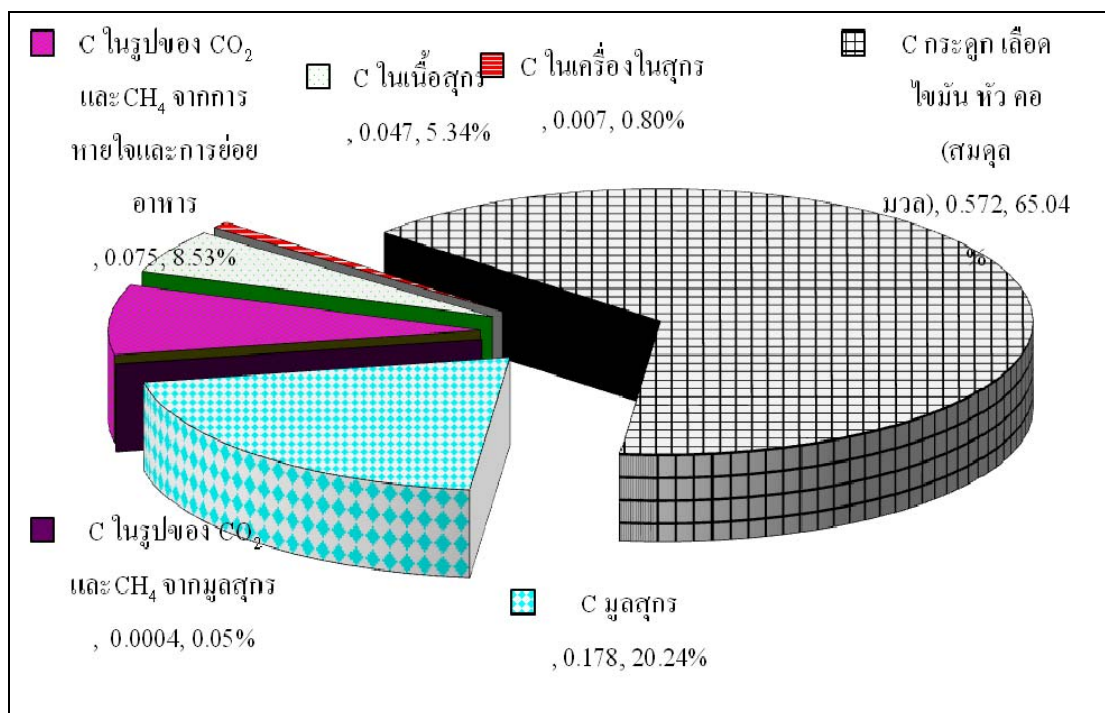 C ในรูปของ CO₂
และ CH₄ จากการ
หายใจและการย่อย
อาหาร
, 0.075, 8.53%
C ในเนื้อสุกร
, 0.047, 5.34%
C ในเครื่องในสุกร
, 0.007, 0.80%
C กระดูก เลือด
ไขมัน หัว คอ
(สมดุล
มวล), 0.572, 65.04
%
C ในรูปของ CO₂
และ CH₄ จากมูลสุกร
, 0.0004, 0.05%
C มูลสุกร
, 0.178, 20.24%